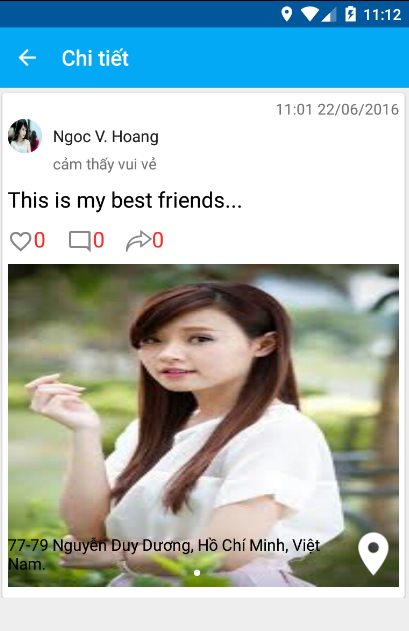 11:12
Chi tiết
11:01 22/06/2016
Ngoc V. Hoang
cảm thấy vui vẻ
This is my best friends...
0 0 0
77-79 Nguyễn Duy Dương, Hồ Chí Minh, Việt
Nam.